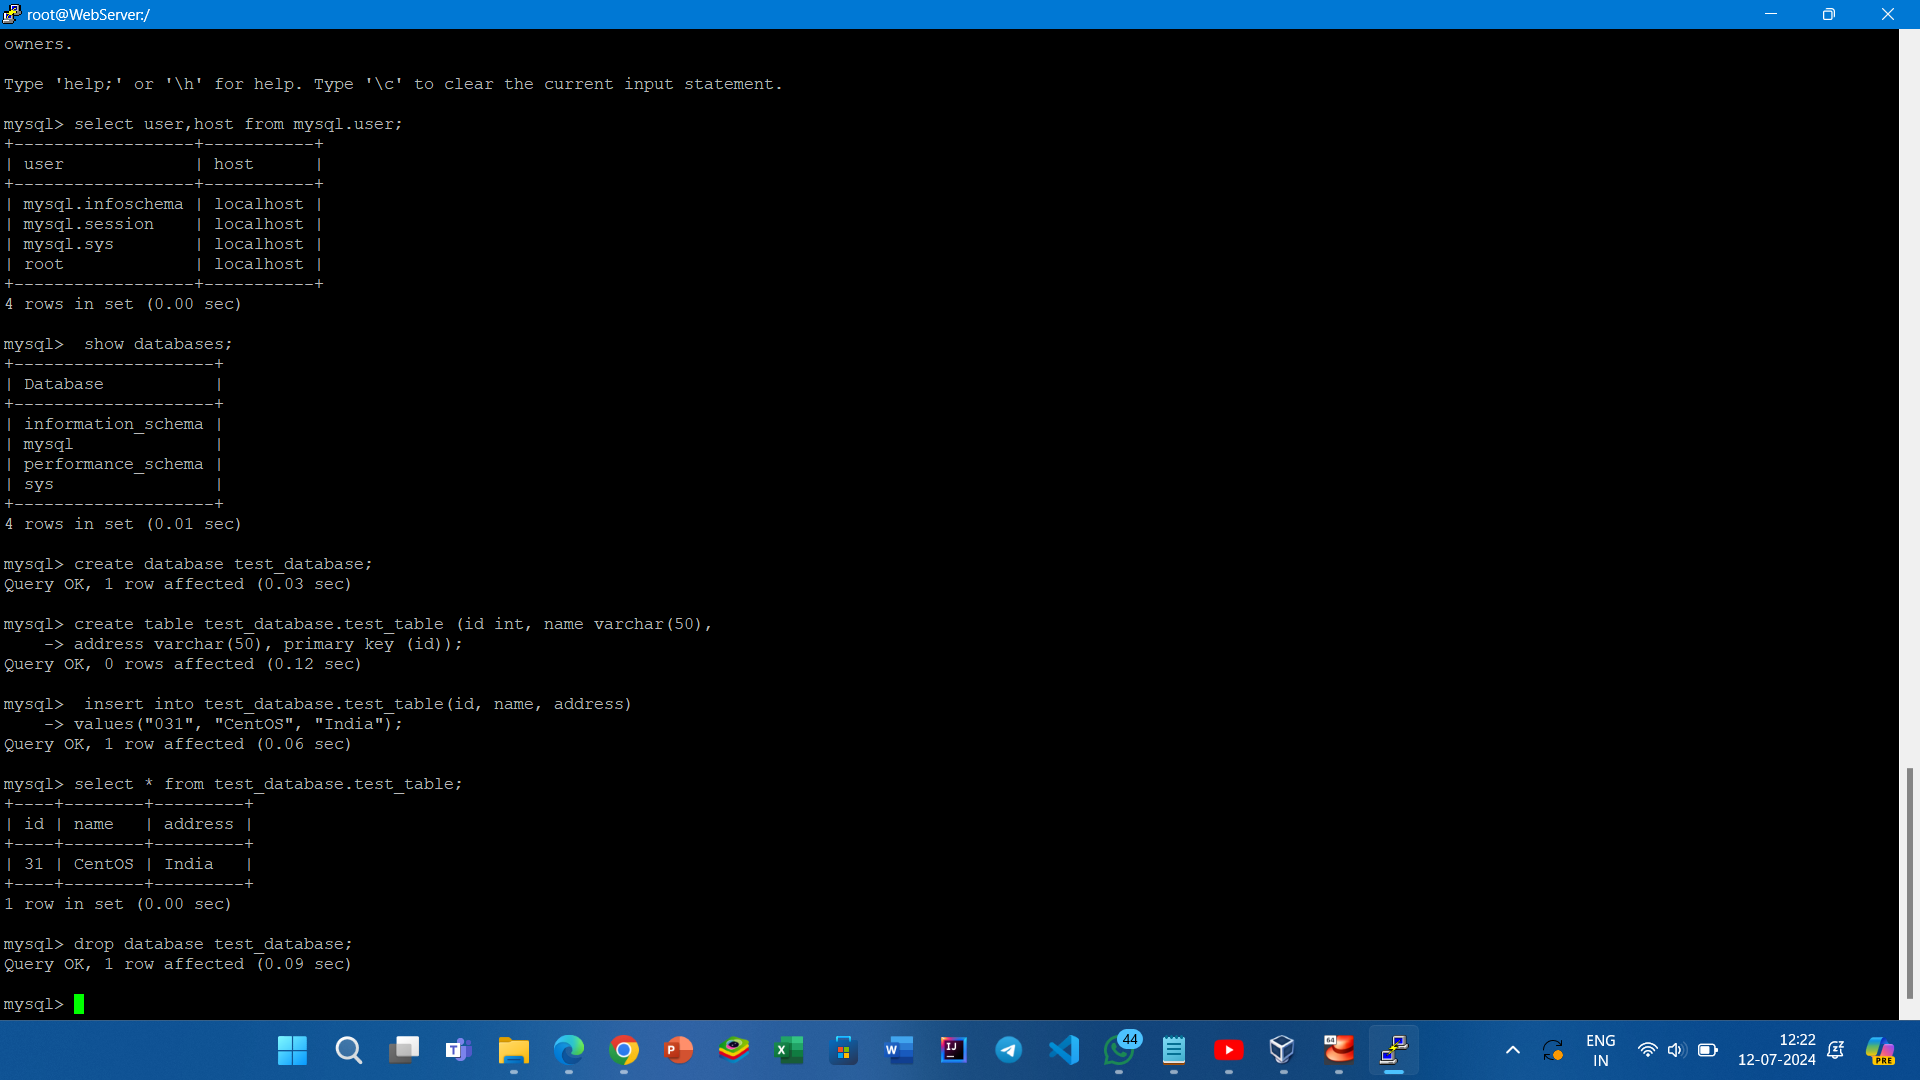 root@WebServer:/
owners.
Type 'help;' or '\h' for help. Type '\c' to clear the current input statement.
mysql> select user,host from mysql.user;
+------------------+-----------+
| user             | host      |
+------------------+-----------+
| mysql.infoschema | localhost |
| mysql.session    | localhost |
| mysql.sys        | localhost |
| root             | localhost |
+------------------+-----------+
4 rows in set (0.00 sec)
mysql>  show databases;
+--------------------+
| Database           |
+--------------------+
| information_schema |
| mysql              |
| performance_schema |
| sys                |
+--------------------+
4 rows in set (0.01 sec)
mysql> create database test_database;
Query OK, 1 row affected (0.03 sec)
mysql> create table test_database.test_table (id int, name varchar(50),
    -> address varchar(50), primary key (id));
Query OK, 0 rows affected (0.12 sec)
mysql>  insert into test_database.test_table(id, name, address)
    -> values("031", "CentOS", "India");
Query OK, 1 row affected (0.06 sec)
mysql> select * from test_database.test_table;
+----+--------+---------+
| id | name   | address |
+----+--------+---------+
| 31 | CentOS | India   |
+----+--------+---------+
1 row in set (0.00 sec)
mysql> drop database test_database;
Query OK, 1 row affected (0.09 sec)
mysql>
44
64
ENG
IN
12:22
12-07-2024
PRE